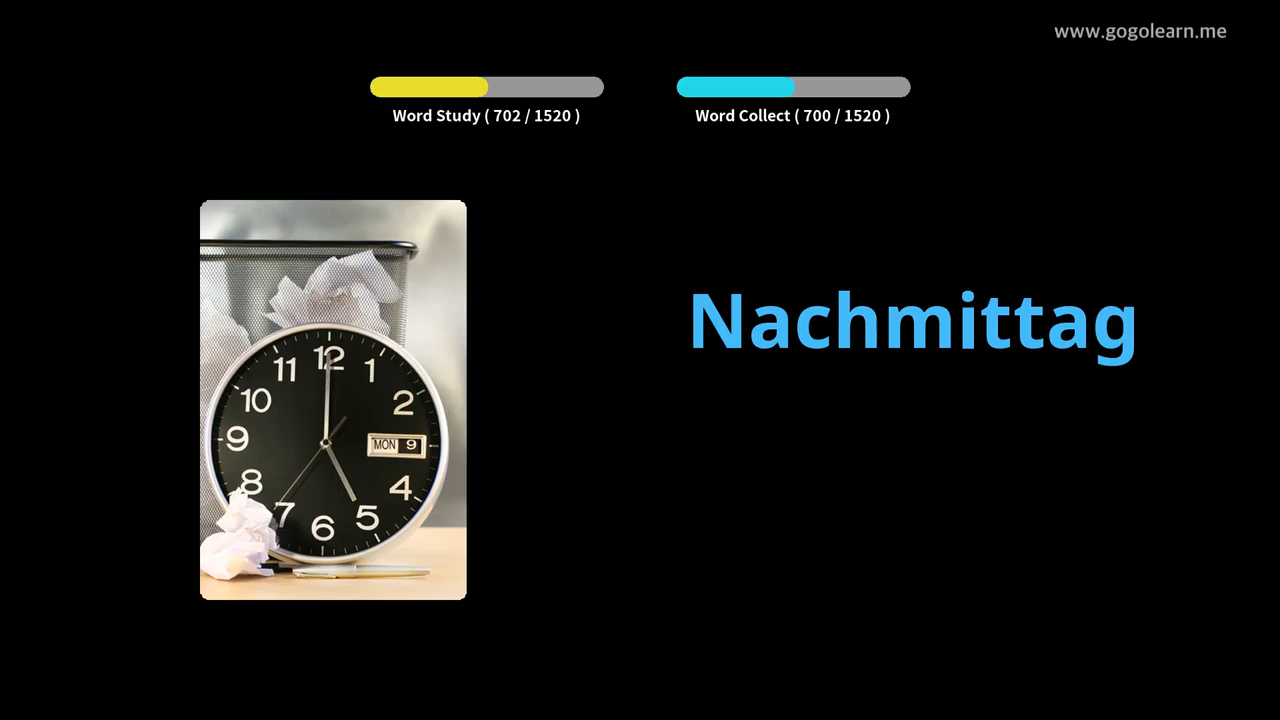 www.gogolearn.me
Word Study ( 702 / 1520 )
Word Collect ( 700 / 1520 )
Nachmittag
12
11
1
10
2
9
MON 9
8
4
7
5
6